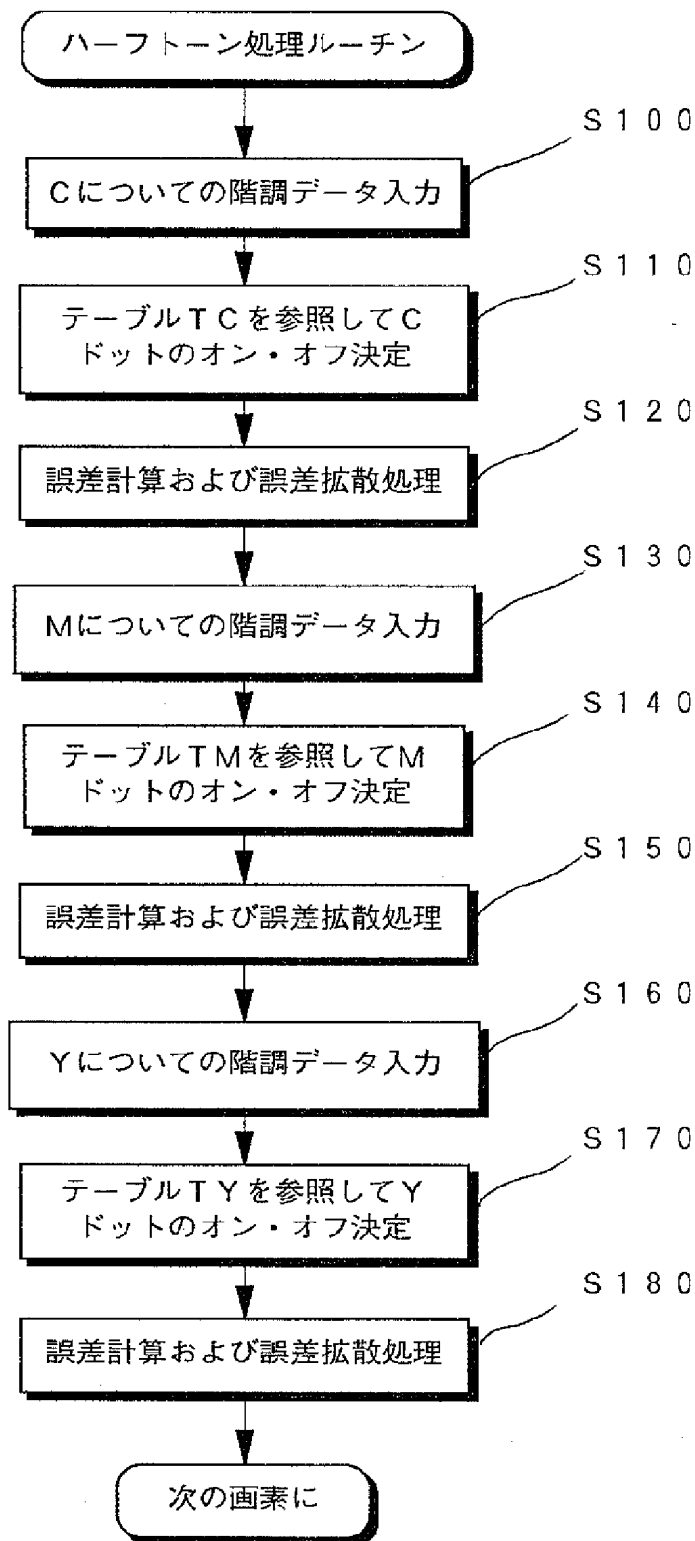 ハーフトーン処理ルーチン
S100
Cについての階調データ入力
S110
テーブルTCを参照してC
ドットのオン・オフ決定
S120
誤差計算および誤差拡散処理
S130
Mについての階調データ入力
S140
テーブルTMを参照してM
ドットのオン・オフ決定
S150
誤差計算および誤差拡散処理
S160
Yについての階調データ入力
S170
テーブルTYを参照してY
ドットのオン・オフ決定
S180
誤差計算および誤差拡散処理
次の画素に